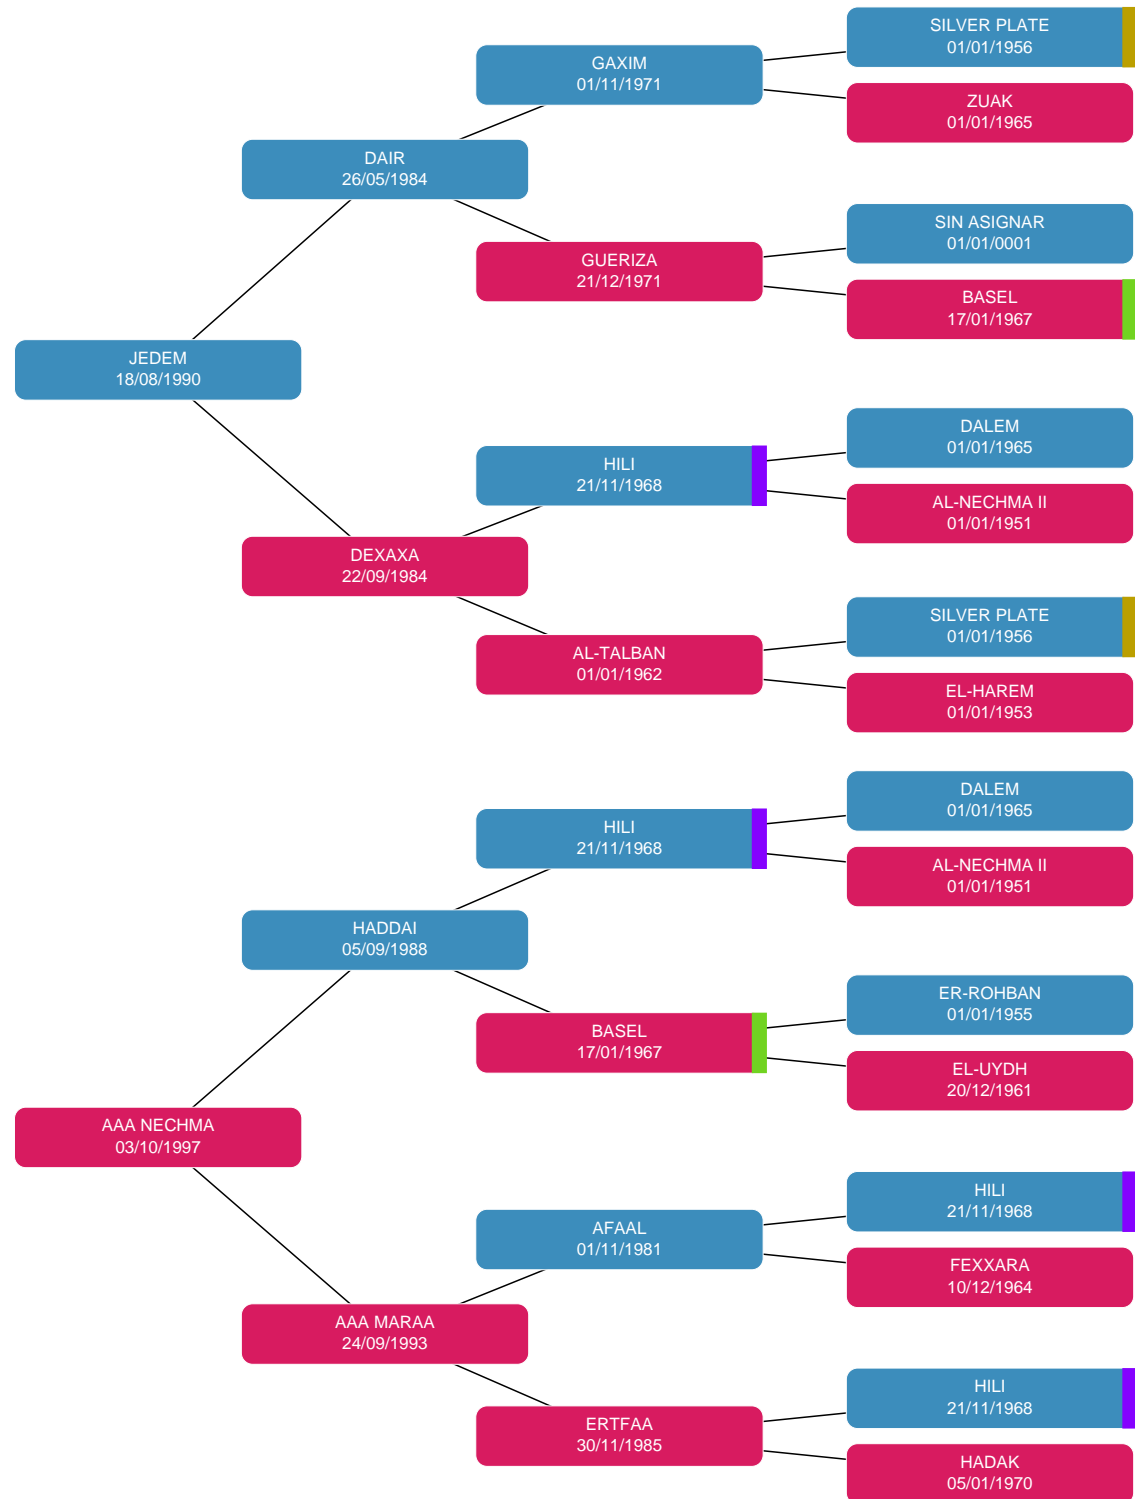 SILVER PLATE
01/01/1956
GAXIM
01/11/1971
ZUAK
01/01/1965
DAIR
26/05/1984
SIN ASIGNAR
01/01/0001
GUERIZA
21/12/1971
BASEL
17/01/1967
JEDEM
18/08/1990
DALEM
01/01/1965
HILI
21/11/1968
AL-NECHMA II
01/01/1951
DEXAXA
22/09/1984
SILVER PLATE
01/01/1956
AL-TALBAN
01/01/1962
EL-HAREM
01/01/1953
DALEM
01/01/1965
HILI
21/11/1968
AL-NECHMA II
01/01/1951
HADDAI
05/09/1988
ER-ROHBAN
01/01/1955
BASEL
17/01/1967
EL-UYDH
20/12/1961
AAA NECHMA
03/10/1997
HILI
21/11/1968
AFAAL
01/11/1981
FEXXARA
10/12/1964
AAA MARAA
24/09/1993
HILI
21/11/1968
ERTFAA
30/11/1985
HADAK
05/01/1970